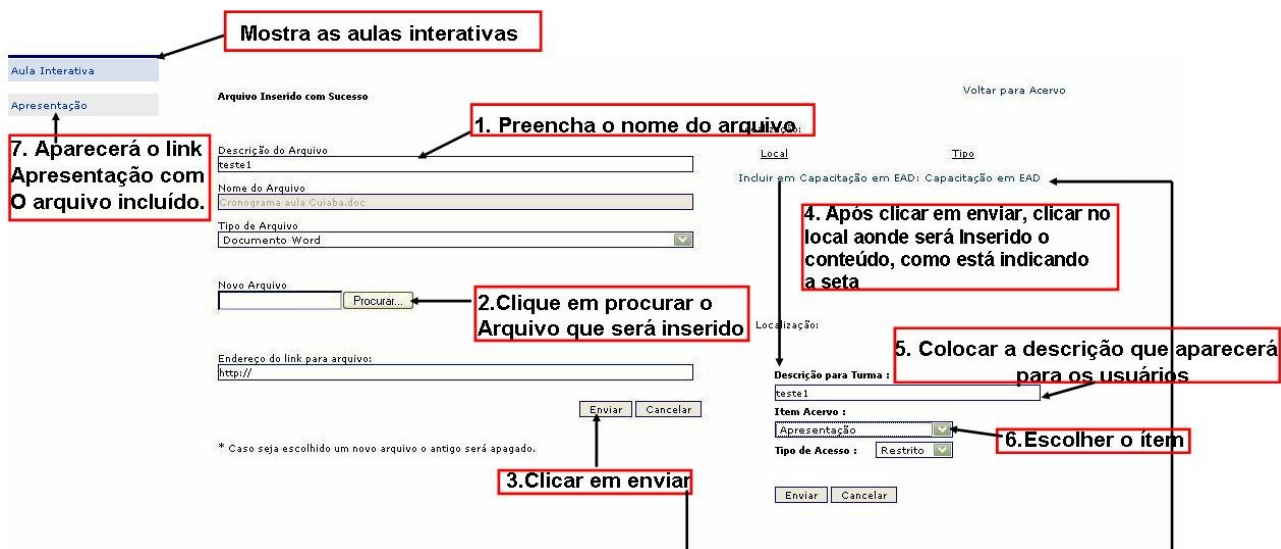 Mostra as aulas interativas
Aula Interativa
Apresentação
7. Aparecerá o link
Apresentação com
O arquivo incluído.
Arquivo Inserido com Sucesso
Voltar para Acervo
1. Preencha o nome do arquivo
Descrição do Arquivo
teste1
Nome do Arquivo
Cronograma aula Cuiaba.doc
Tipo de Arquivo
Documento Word
Novo Arquivo
Procurar...
2.Clique em procurar o
Arquivo que será inserido
Endereço do link para arquivo:
http://
Enviar Cancelar
* Caso seja escolhido um novo arquivo o antigo será apagado.
3.Clicar em enviar
Local Tipo
Incluir em Capacitação em EAD: Capacitação em EAD
4. Após clicar em enviar, clicar no
local aonde será Inserido o
conteúdo, como está indicando
a seta
Localização:
5. Colocar a descrição que aparecerá
para os usuários
Descrição para Turma :
teste1
Item Acervo :
Apresentação
6.Escolher o ítem
Tipo de Acesso : Restrito
Enviar Cancelar